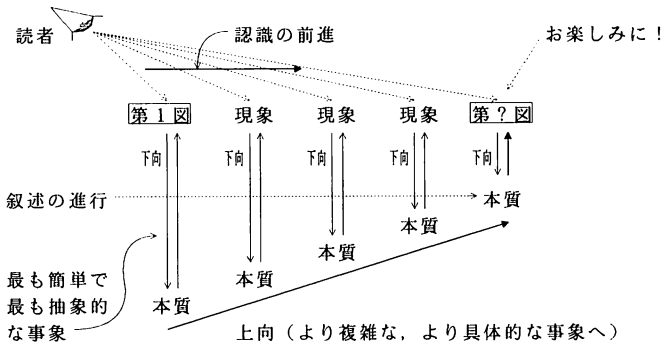 読者
認識の前進
お楽しみに！
第1図
現象
現象
現象
第?図
下向
下向
下向
下向
下向
叙述の進行
本質
本質
本質
本質
本質
最も簡単で
最も抽象的
な事象
上向（より複雑な，より具体的な事象へ）